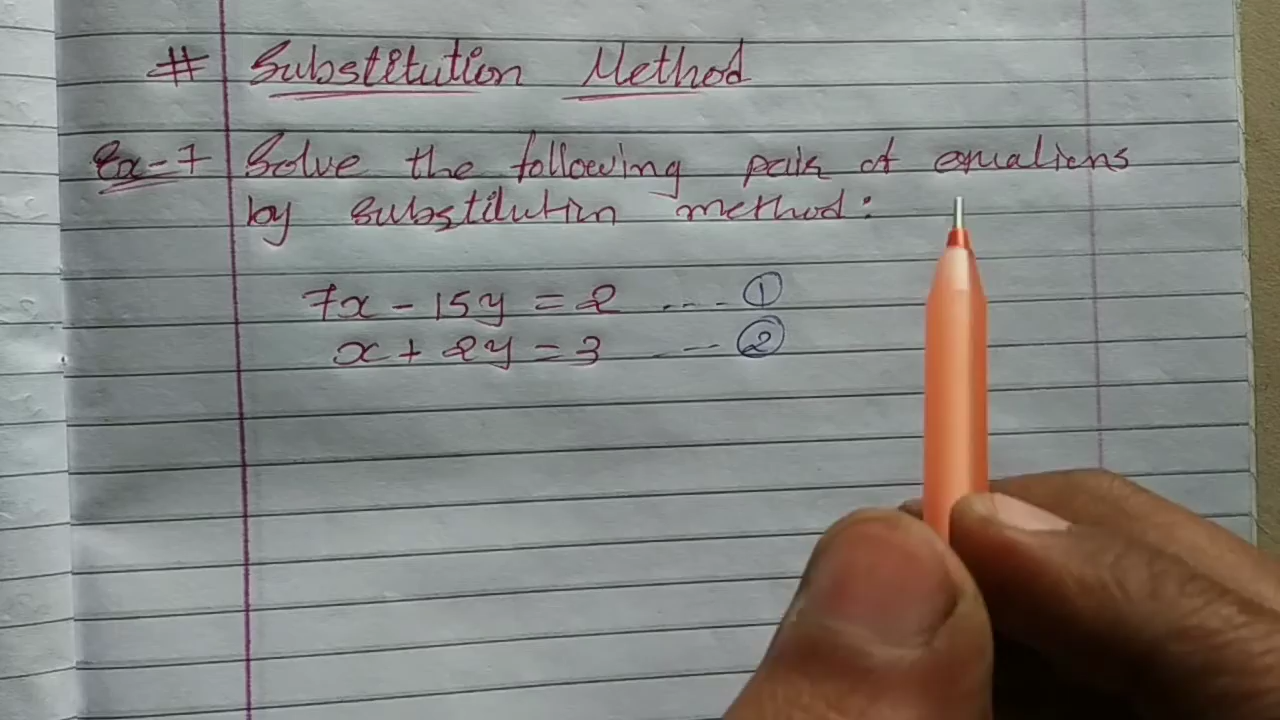 # Substitution Method
Ex-7 Solve the following pair of equations
by substitution method:
7x - 15y = 2 --- ①
x + 2y = 3 -- ②